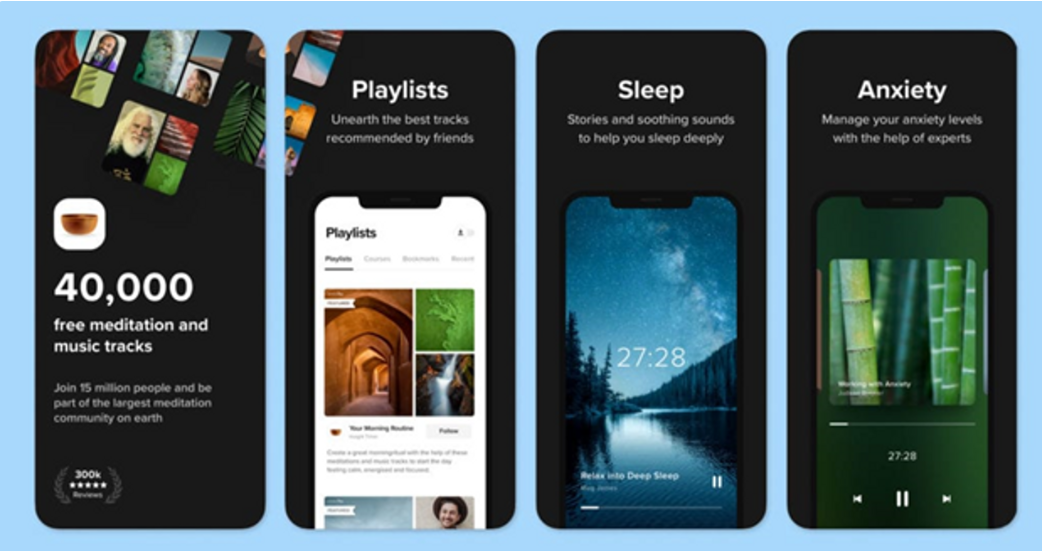 40,000
free meditation and
music tracks
Join 15 million people and be
part of the largest meditation
community on earth
300k
★★★★★
Reviews
Playlists
Unearth the best tracks
recommended by friends
Playlists
Playlists Courses Bookmarks Recent
FEATURED
Your Morning Routine
Insight Timer
Follow
Create a great morning ritual with the help of these
meditations and music tracks to start the day
feeling calm, energised and focused.
FEATURED
Sleep
Stories and soothing sounds
to help you sleep deeply
27:28
Relax into Deep Sleep
Anxiety
Manage your anxiety levels
with the help of experts
Working with Anxiety
27:28